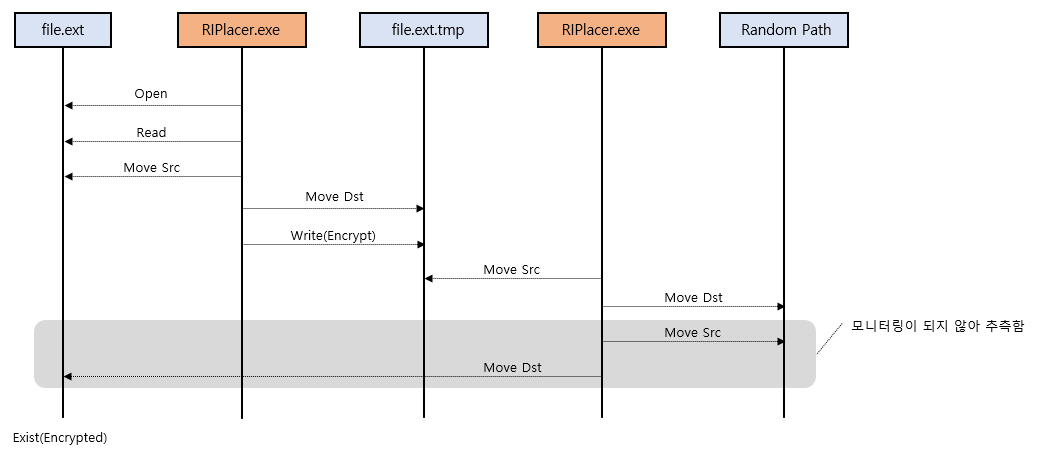 file.ext
RIPlacer.exe
file.ext.tmp
RIPlacer.exe
Random Path
Open
Read
Move Src
Move Dst
Write(Encrypt)
Move Src
Move Dst
모니터링이 되지 않아 추측함
Move Src
Move Dst
Exist(Encrypted)